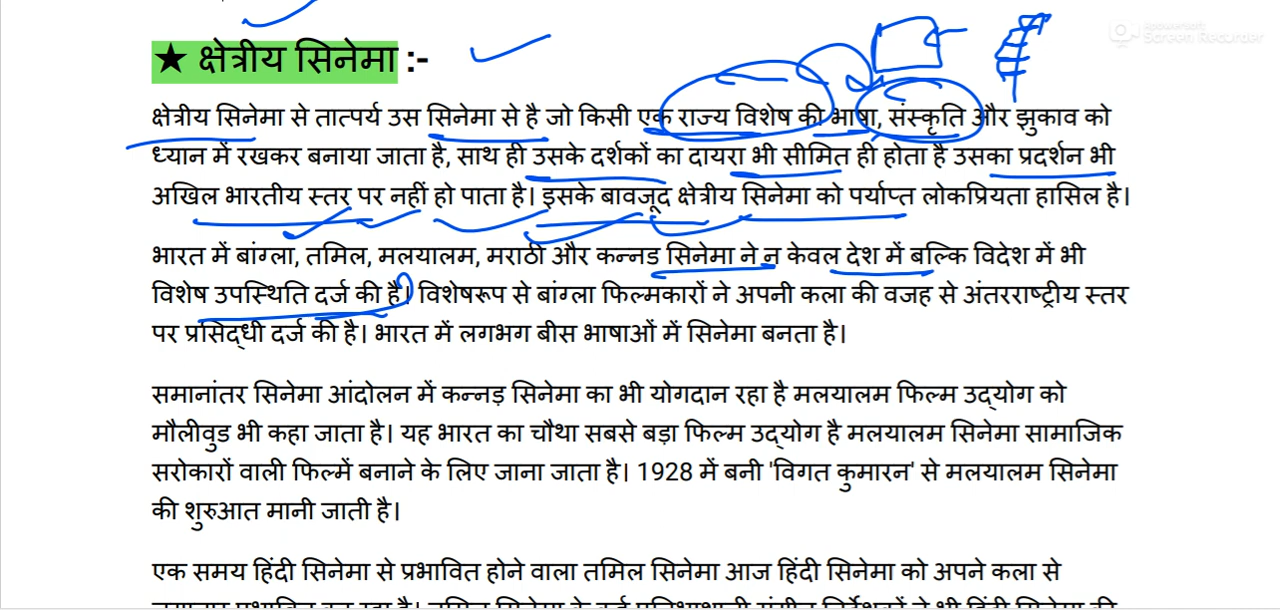 Apowersoft
Screen Recorder
★ क्षेत्रीय सिनेमा :-
क्षेत्रीय सिनेमा से तात्पर्य उस सिनेमा से है जो किसी एक राज्य विशेष की भाषा, संस्कृति और झुकाव को
ध्यान में रखकर बनाया जाता है, साथ ही उसके दर्शकों का दायरा भी सीमित ही होता है उसका प्रदर्शन भी
अखिल भारतीय स्तर पर नहीं हो पाता है। इसके बावजूद क्षेत्रीय सिनेमा को पर्याप्त लोकप्रियता हासिल है।
भारत में बांग्ला, तमिल, मलयालम, मराठी और कन्नड सिनेमा ने न केवल देश में बल्कि विदेश में भी
विशेष उपस्थिति दर्ज की है। विशेषरूप से बांग्ला फिल्मकारों ने अपनी कला की वजह से अंतरराष्ट्रीय स्तर
पर प्रसिद्धी दर्ज की है। भारत में लगभग बीस भाषाओं में सिनेमा बनता है।
समानांतर सिनेमा आंदोलन में कन्नड़ सिनेमा का भी योगदान रहा है मलयालम फिल्म उद्योग को
मौलीवुड भी कहा जाता है। यह भारत का चौथा सबसे बड़ा फिल्म उद्योग है मलयालम सिनेमा सामाजिक
सरोकारों वाली फिल्में बनाने के लिए जाना जाता है। 1928 में बनी 'विगत कुमारन' से मलयालम सिनेमा
की शुरुआत मानी जाती है।
एक समय हिंदी सिनेमा से प्रभावित होने वाला तमिल सिनेमा आज हिंदी सिनेमा को अपने कला से